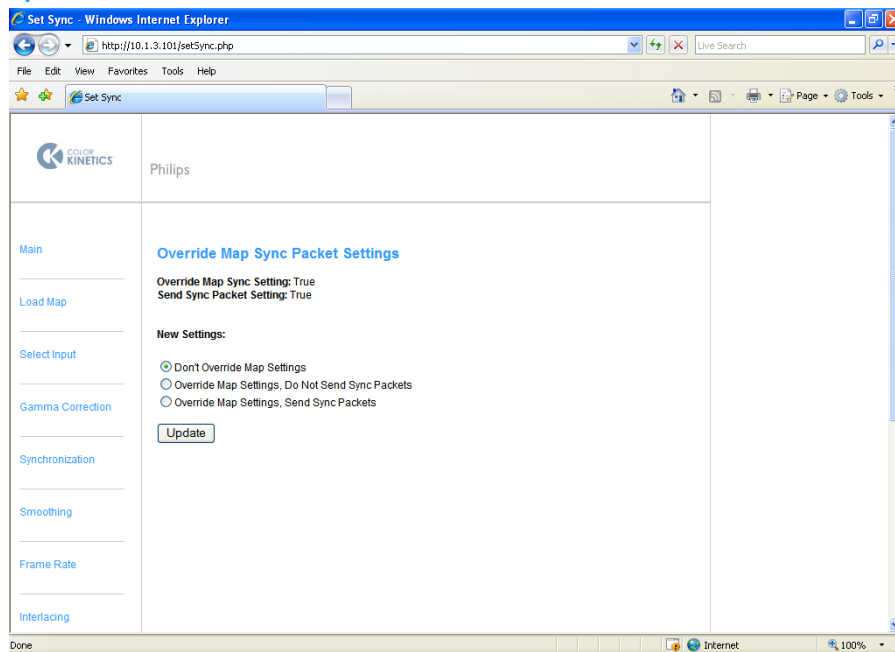 Set Sync - Windows Internet Explorer
http://10.1.3.101/setSync.php
Live Search
File Edit View Favorites Tools Help
Set Sync
Page Tools
COLOR
KINETICS
Philips
Main
Load Map
Select Input
Gamma Correction
Synchronization
Smoothing
Frame Rate
Interlacing
Override Map Sync Packet Settings
Override Map Sync Setting: True
Send Sync Packet Setting: True
New Settings:
Don't Override Map Settings
Override Map Settings, Do Not Send Sync Packets
Override Map Settings, Send Sync Packets
Update
Done
Internet
100%